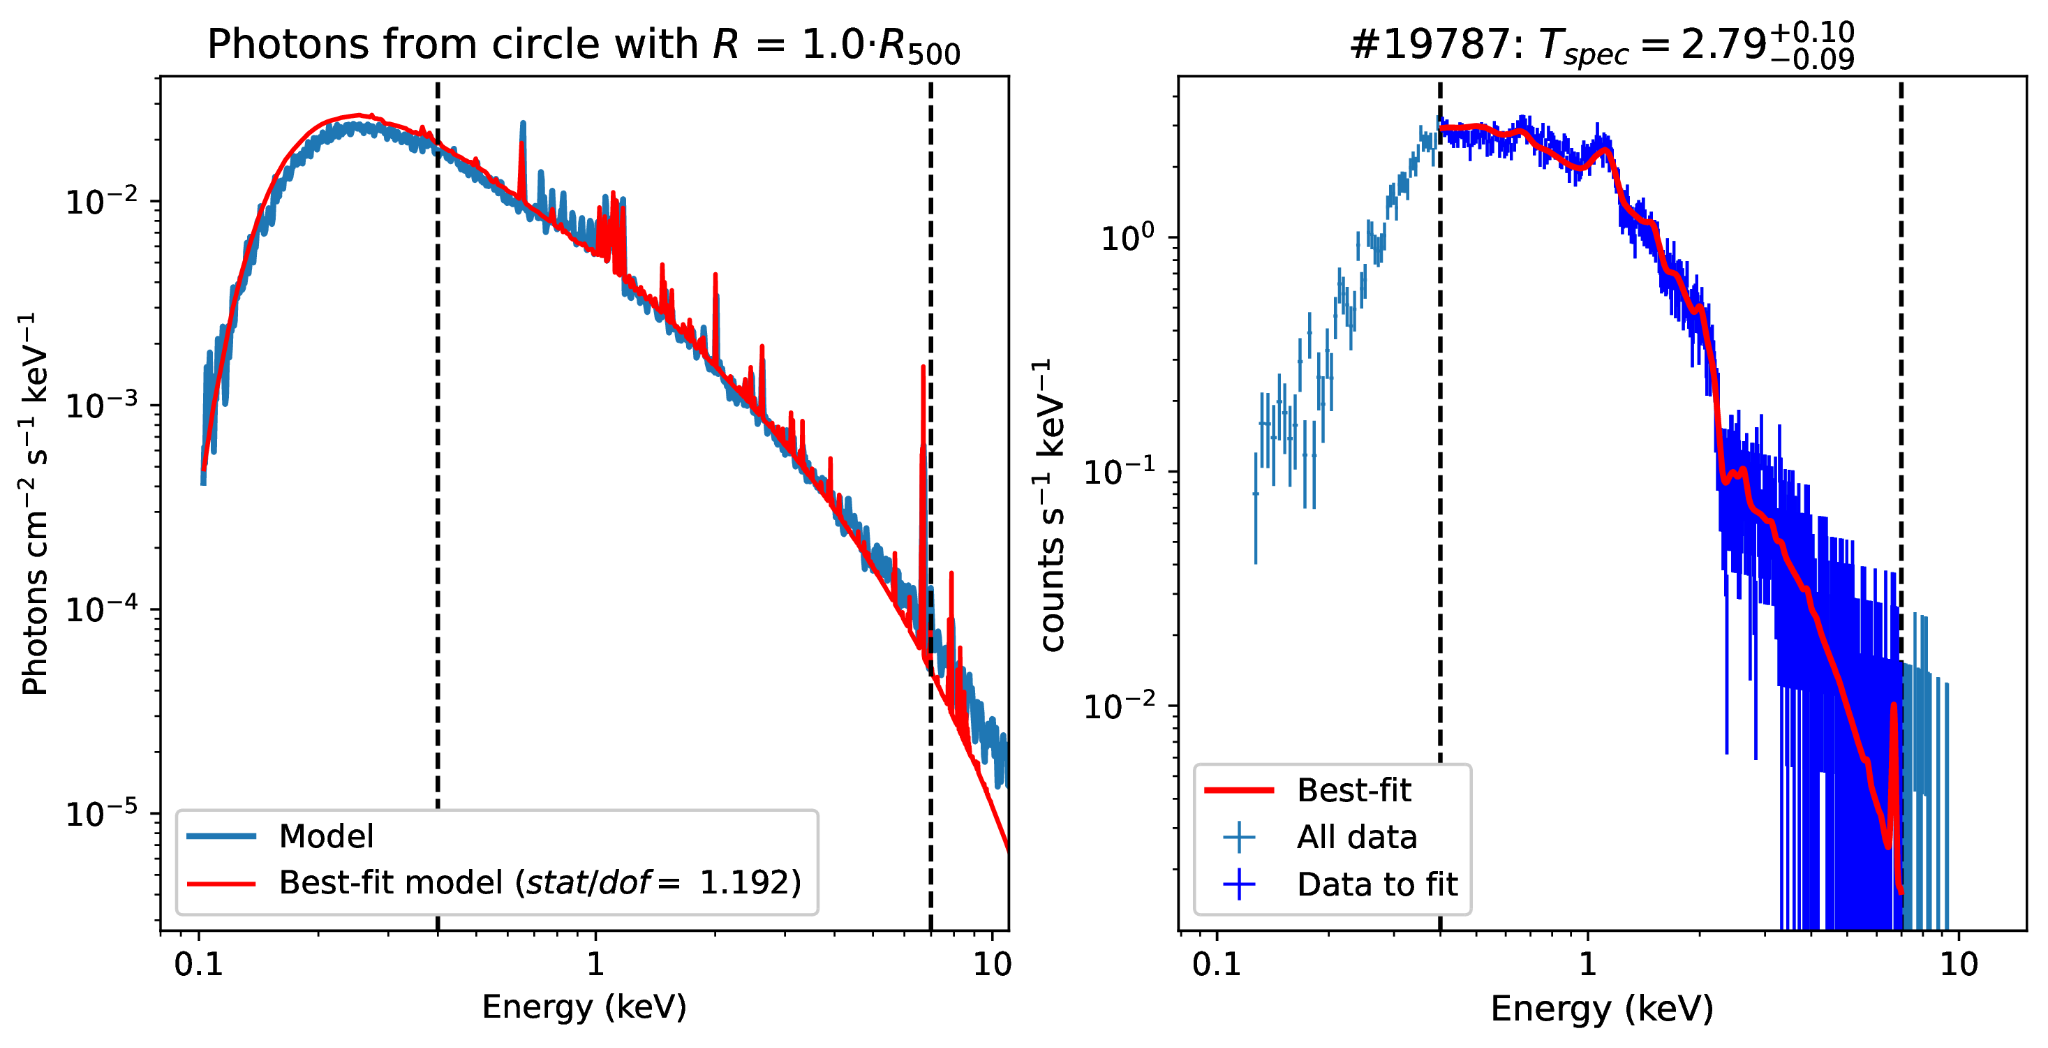 Photons from circle with R = 1.0·R₅₀₀
Photons cm⁻² s⁻¹ keV⁻¹
10⁻²
10⁻³
10⁻⁴
10⁻⁵
Model
Best-fit model (stat/dof = 1.192)
0.1 1 10
Energy (keV)
#19787: T_spec = 2.79 +0.10 −0.09
counts s⁻¹ keV⁻¹
10⁰
10⁻¹
10⁻²
Best-fit
All data
Data to fit
0.1 1 10
Energy (keV)